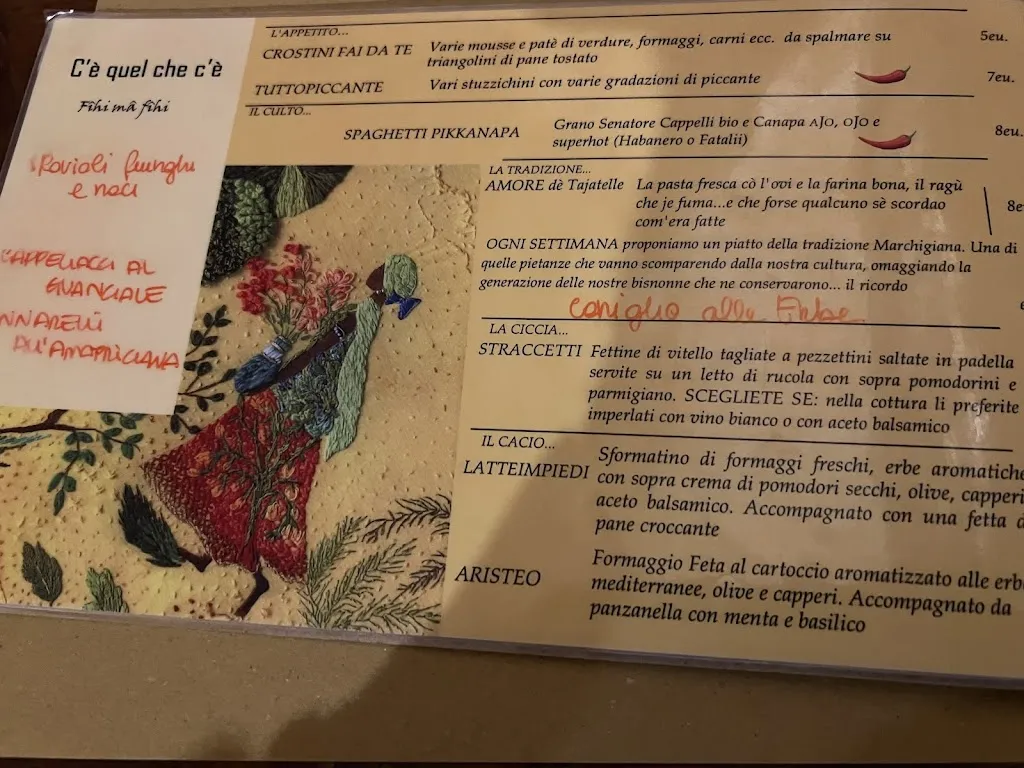 C'è quel che c'è
Fihi mâ fihi
Ravioli funghi
e noci
CAPPELLACCI AL
GUANCIALE
ALL'AMATRICIANA
L'APPETITO...
CROSTINI FAI DA TE Varie mousse e patè di verdure, formaggi, carni ecc. da spalmare su 5eu.
triangolini di pane tostato
TUTTOPICCANTE Vari stuzzichini con varie gradazioni di piccante 7eu.
IL CULTO...
SPAGHETTI PIKKANAPA Grano Senatore Cappelli bio e Canapa AJO, OJO e 8eu.
superhot (Habanero o Fatalii)
LA TRADIZIONE...
AMORE dè Tajatelle La pasta fresca cò l'ovi e la farina bona, il ragù
che je fuma...e che forse qualcuno sè scordao 8e
com'era fatte
OGNI SETTIMANA proponiamo un piatto della tradizione Marchigiana. Una di
quelle pietanze che vanno scomparendo dalla nostra cultura, omaggiando la
generazione delle nostre bisnonne che ne conservarono... il ricordo
coniglio alle Erbe
LA CICCIA...
STRACCETTI Fettine di vitello tagliate a pezzettini saltate in padella
servite su un letto di rucola con sopra pomodorini e
parmigiano. SCEGLIETE SE: nella cottura li preferite
imperlati con vino bianco o con aceto balsamico
IL CACIO...
LATTEIMPIEDI Sformatino di formaggi freschi, erbe aromatiche
con sopra crema di pomodori secchi, olive, capperi
aceto balsamico. Accompagnato con una fetta d
pane croccante
ARISTEO Formaggio Feta al cartoccio aromatizzato alle erb
mediterranee, olive e capperi. Accompagnato da
panzanella con menta e basilico